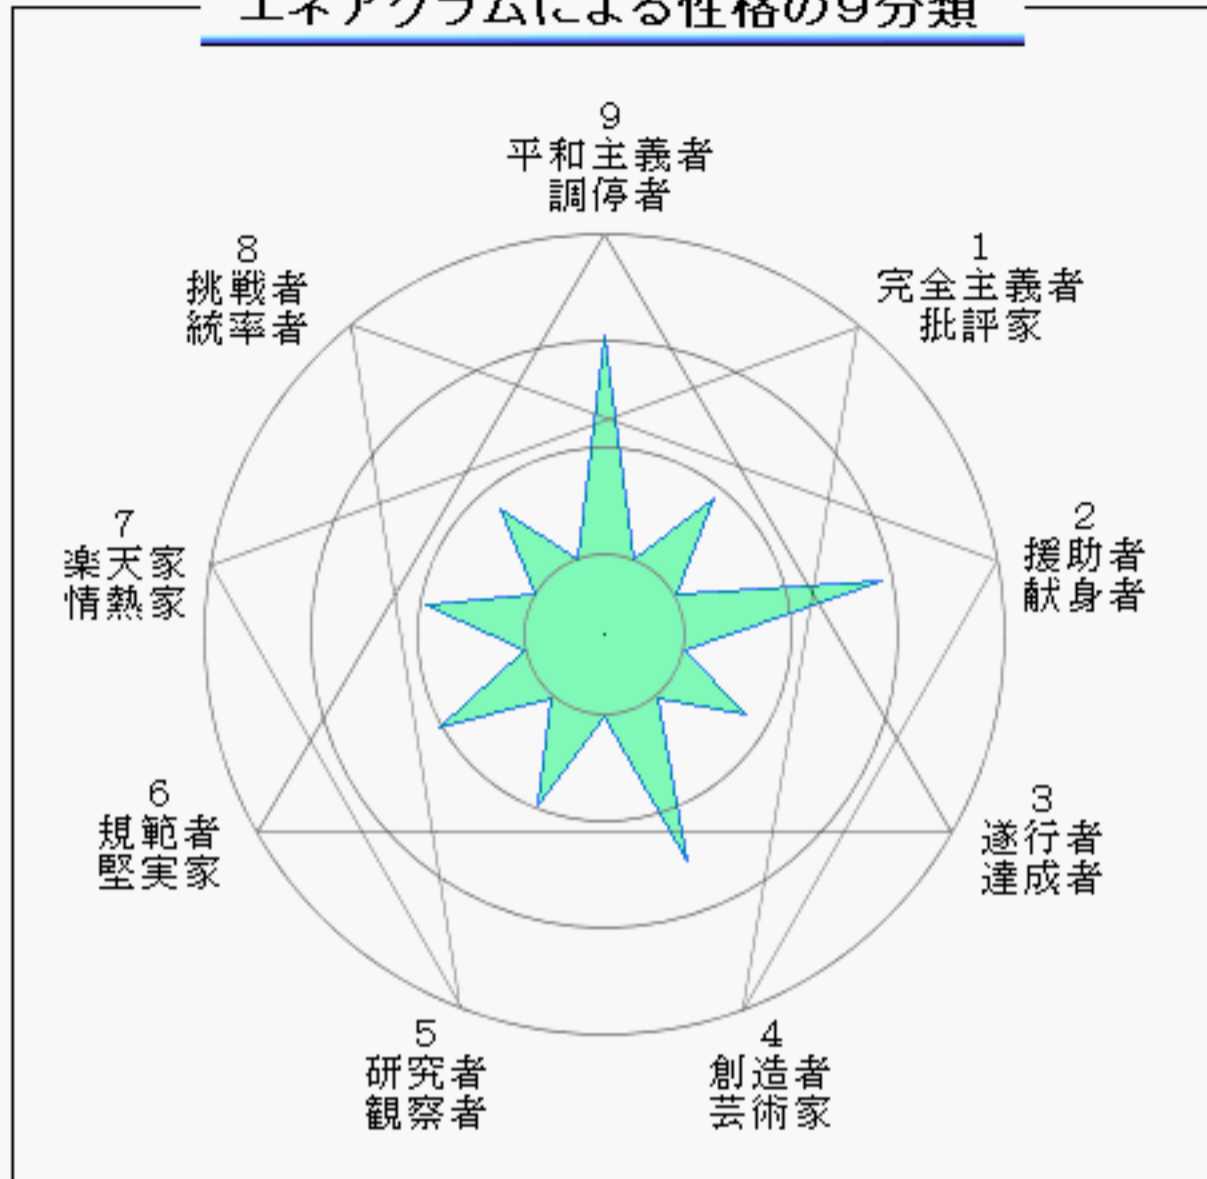 エネアグラムによる性格の9分類
9
平和主義者
調停者
8
挑戦者
統率者
1
完全主義者
批評家
7
楽天家
情熱家
2
援助者
献身者
6
規範者
堅実家
3
遂行者
達成者
5
研究者
観察者
4
創造者
芸術家